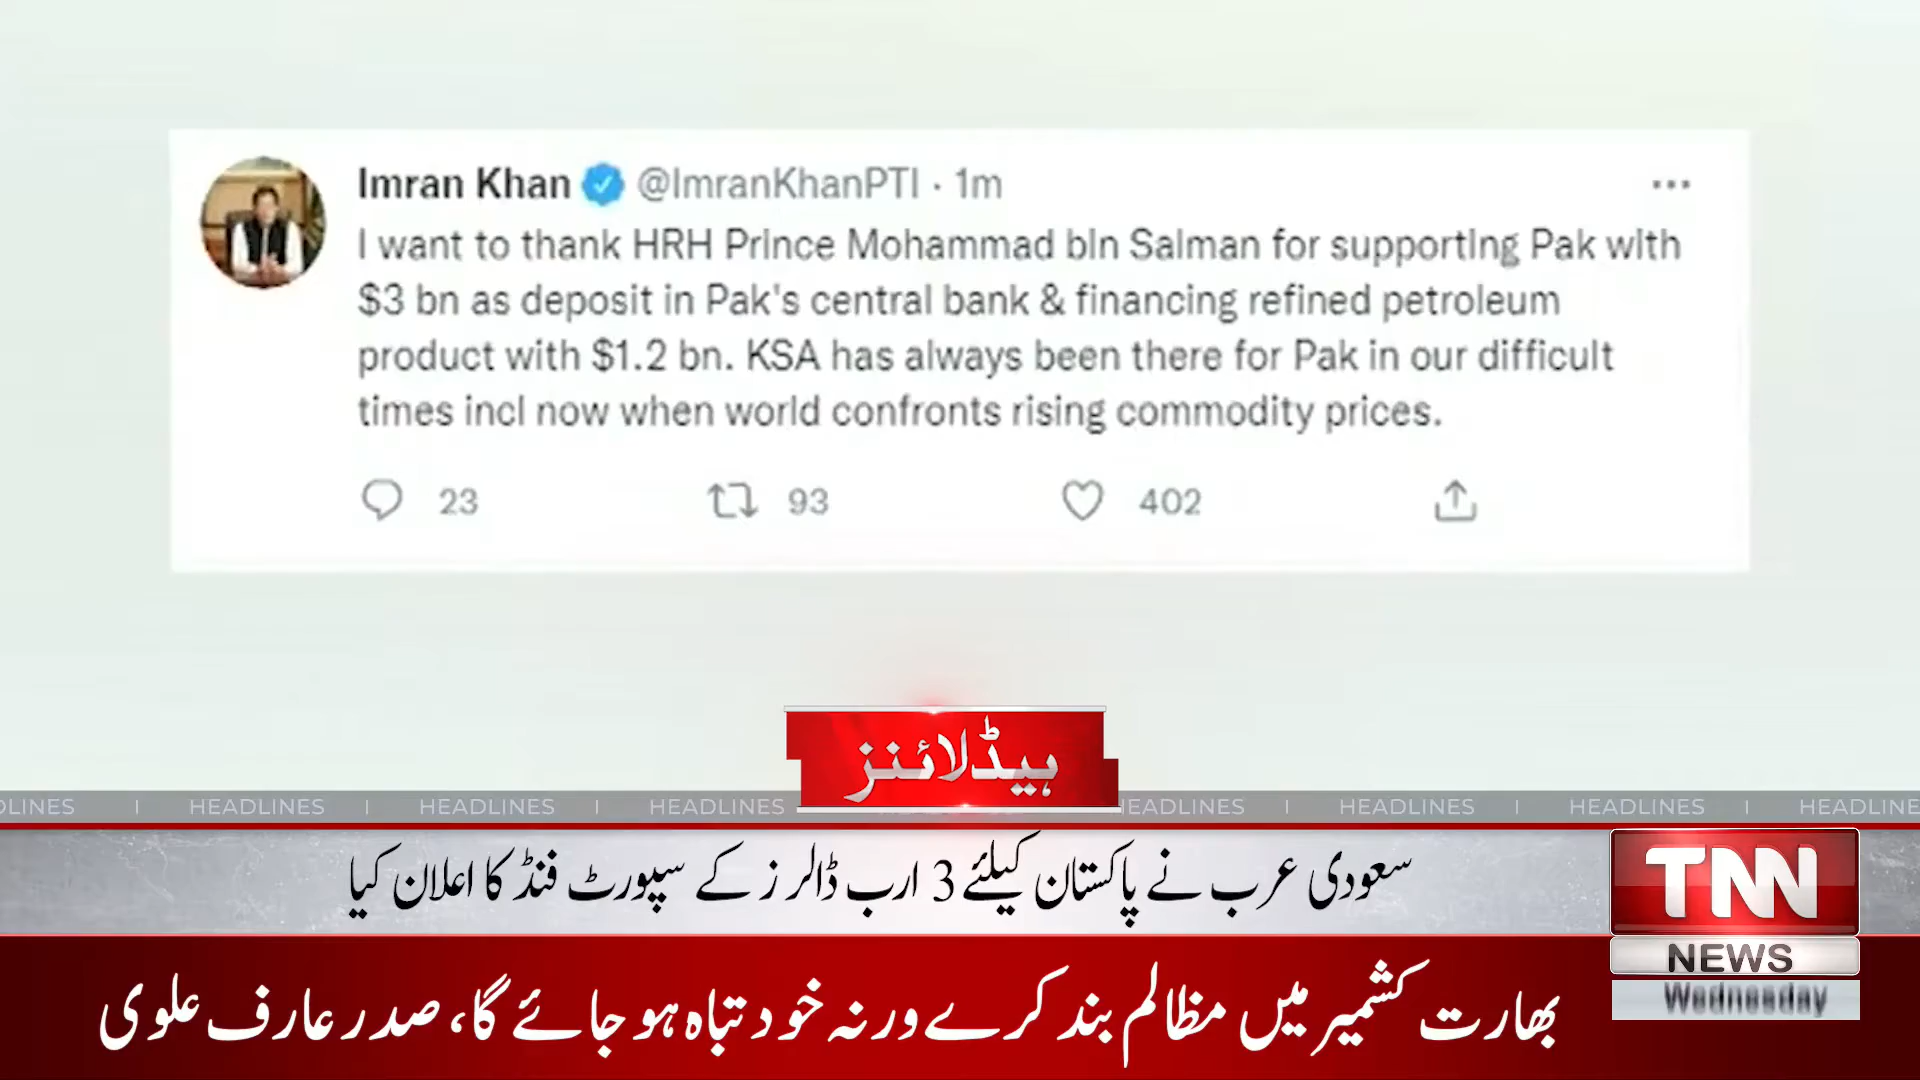 Imran Khan @ImranKhanPTI · 1m
I want to thank HRH Prince Mohammad bin Salman for supporting Pak with
$3 bn as deposit in Pak's central bank & financing refined petroleum
product with $1.2 bn. KSA has always been there for Pak in our difficult
times incl now when world confronts rising commodity prices.
23 93 402
ہیڈلائنز
DLINES | HEADLINES | HEADLINES | HEADLINES HEADLINES | HEADLINES | HEADLINES | HEADLINE
سعودی عرب نے پاکستان کیلئے 3 ارب ڈالرز کے سپورٹ فنڈ کا اعلان کیا
TNN
NEWS
Wednesday
بھارت کشمیر میں مظالم بند کرے ورنہ خود تباہ ہو جائے گا، صدر عارف علوی